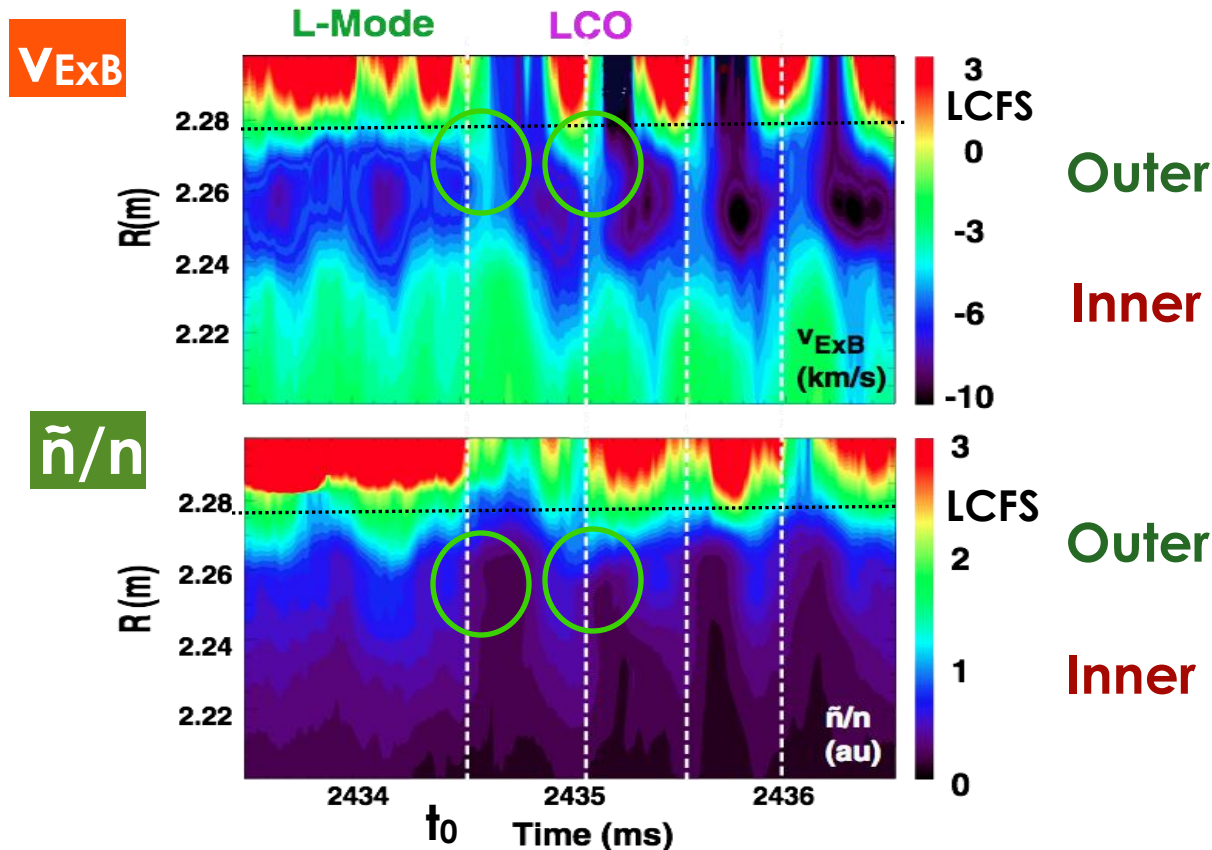 L-Mode LCO
vExB
3
LCFS
0
-3
-6
-10
2.28
2.26
2.24
2.22
R(m)
Outer
Inner
vExB
(km/s)
ñ/n
3
LCFS
2
1
0
2.28
2.26
2.24
2.22
R (m)
Outer
Inner
ñ/n
(au)
2434 2435 2436
t0 Time (ms)